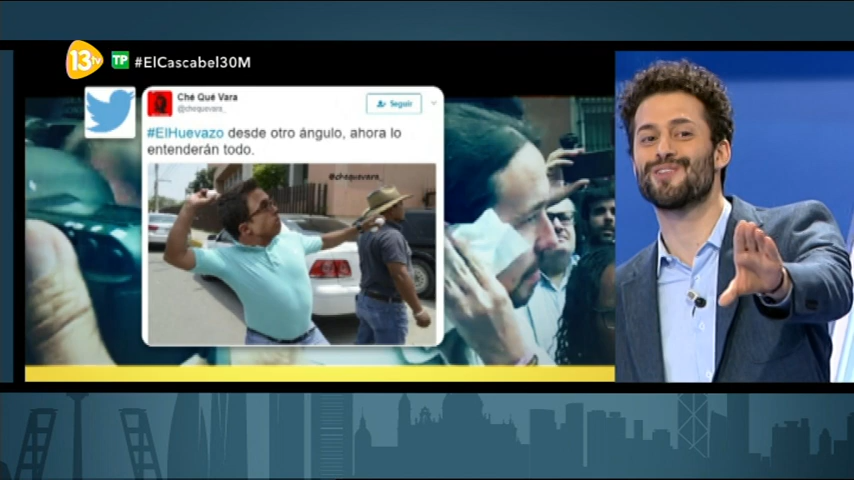 13tv
TP
#ElCascabel30M
Ché Qué Vara
@chequevara_
Seguir
#ElHuevazo desde otro ángulo, ahora lo
entenderán todo.
@chequevara_